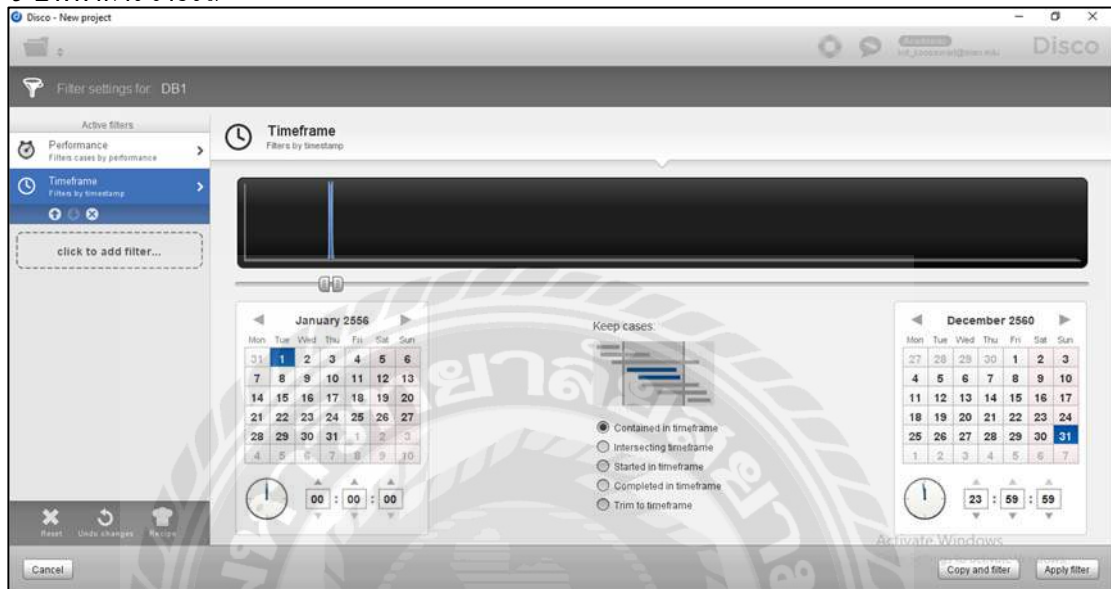 Disco - New project
Academic
Disco
Filter settings for: DB1
Active filters
Performance
Filters cases by performance
Timeframe
Filters by timestamp
click to add filter...
Timeframe
Filters by timestamp
January 2556
Mon Tue Wed Thu Fri Sat Sun
31 1 2 3 4 5 6
7 8 9 10 11 12 13
14 15 16 17 18 19 20
21 22 23 24 25 26 27
28 29 30 31 1 2 3
4 5 6 7 8 9 10
00 : 00 : 00
Keep cases:
Contained in timeframe
Intersecting timeframe
Started in timeframe
Completed in timeframe
Trim to timeframe
December 2560
Mon Tue Wed Thu Fri Sat Sun
27 28 29 30 1 2 3
4 5 6 7 8 9 10
11 12 13 14 15 16 17
18 19 20 21 22 23 24
25 26 27 28 29 30 31
1 2 3 4 5 6 7
23 : 59 : 59
Reset Undo changes Recipe
Activate Windows
Cancel
Copy and filter
Apply filter